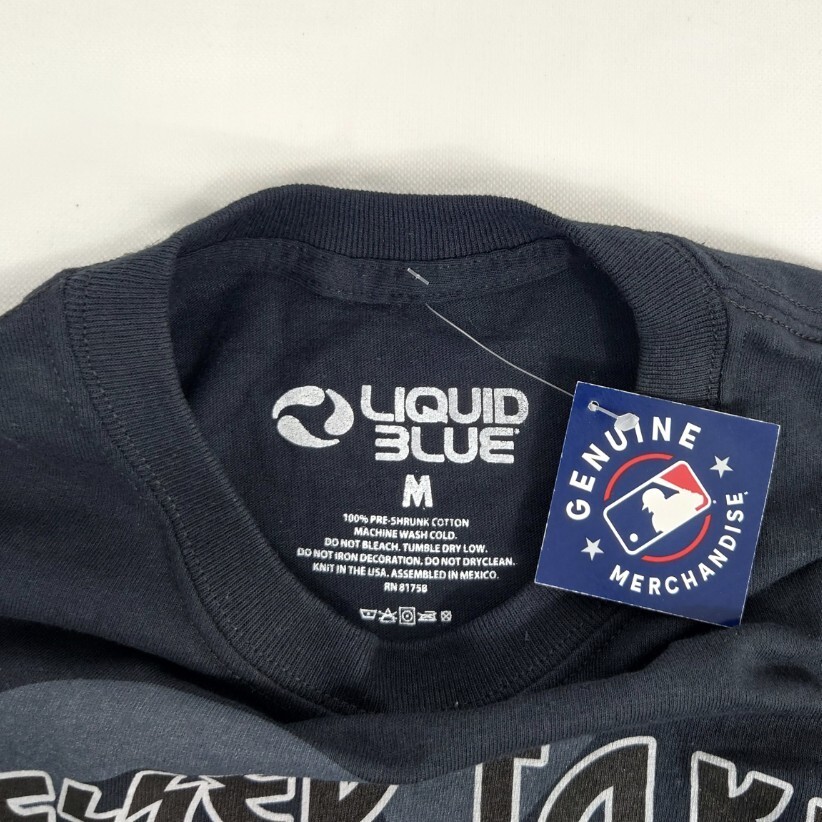 LIQUID
BLUE
M
100% PRE-SHRUNK COTTON
MACHINE WASH COLD.
DO NOT BLEACH. TUMBLE DRY LOW.
DO NOT IRON DECORATION. DO NOT DRYCLEAN.
KNIT IN THE USA. ASSEMBLED IN MEXICO.
RN 81758
GENUINE
MERCHANDISE